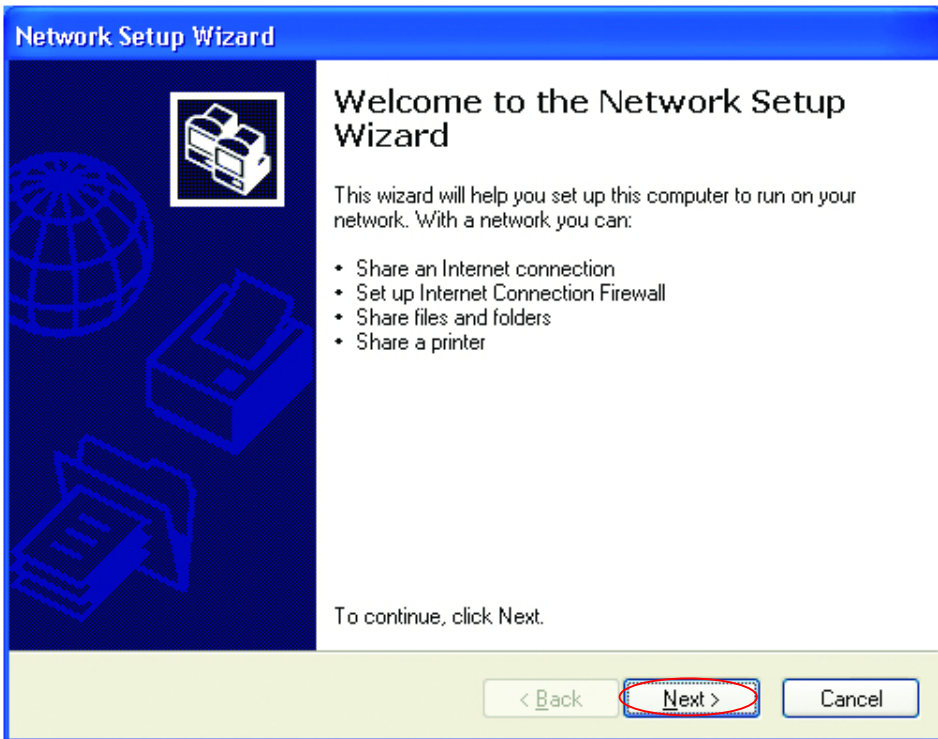 Network Setup Wizard
Welcome to the Network Setup
Wizard
This wizard will help you set up this computer to run on your
network. With a network you can:
• Share an Internet connection
• Set up Internet Connection Firewall
• Share files and folders
• Share a printer
To continue, click Next.
< Back
Next >
Cancel